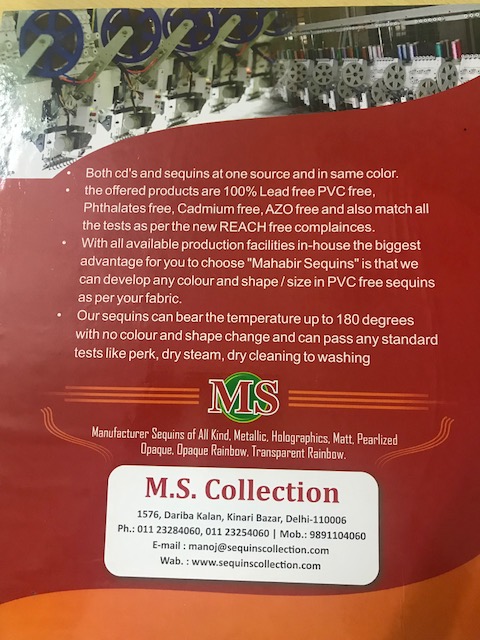 • Both cd's and sequins at one source and in same color.
• the offered products are 100% Lead free PVC free,
Phthalates free, Cadmium free, AZO free and also match all
the tests as per the new REACH free complainces.
• With all available production facilities in-house the biggest
advantage for you to choose "Mahabir Sequins" is that we
can develop any colour and shape / size in PVC free sequins
as per your fabric.
• Our sequins can bear the temperature up to 180 degrees
with no colour and shape change and can pass any standard
tests like perk, dry steam, dry cleaning to washing
MS
Manufacturer Sequins of All Kind, Metallic, Holographics, Matt, Pearlized
Opaque, Opaque Rainbow, Transparent Rainbow.
M.S. Collection
1576, Dariba Kalan, Kinari Bazar, Delhi-110006
Ph.: 011 23284060, 011 23254060 | Mob.: 9891104060
E-mail : manoj@sequinscollection.com
Wab. : www.sequinscollection.com